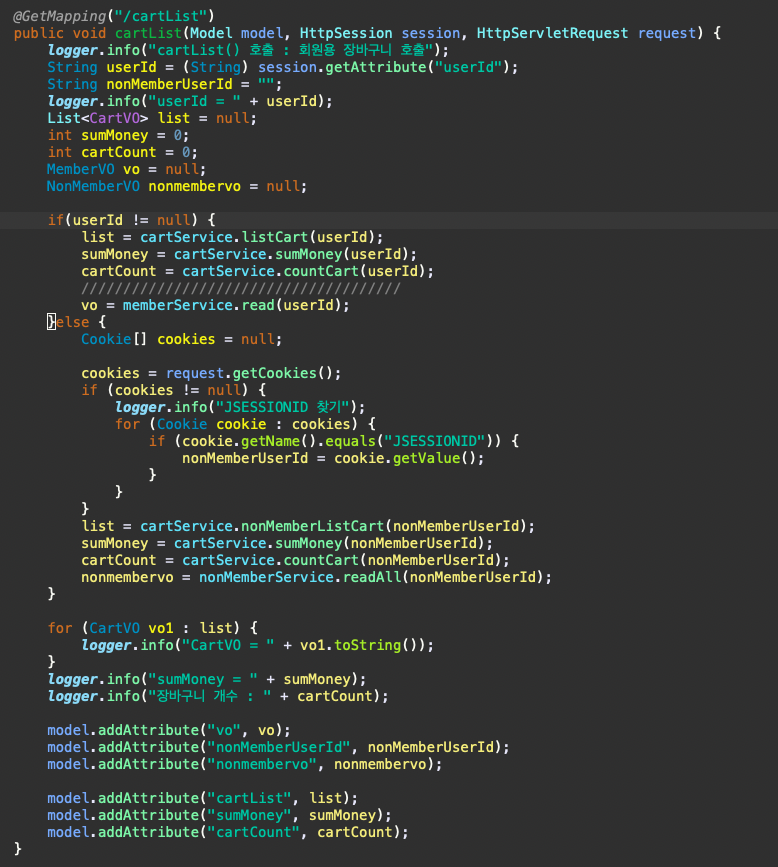 @GetMapping("/cartList")
public void cartList(Model model, HttpSession session, HttpServletRequest request) {
    logger.info("cartList() 호출 : 회원용 장바구니 호출");
    String userId = (String) session.getAttribute("userId");
    String nonMemberUserId = "";
    logger.info("userId = " + userId);
    List<CartVO> list = null;
    int sumMoney = 0;
    int cartCount = 0;
    MemberVO vo = null;
    NonMemberVO nonmembervo = null;

    if(userId != null) {
        list = cartService.listCart(userId);
        sumMoney = cartService.sumMoney(userId);
        cartCount = cartService.countCart(userId);
        //////////////////////////////////////
        vo = memberService.read(userId);
    }else {
        Cookie[] cookies = null;

        cookies = request.getCookies();
        if (cookies != null) {
            logger.info("JSESSIONID 찾기");
            for (Cookie cookie : cookies) {
                if (cookie.getName().equals("JSESSIONID")) {
                    nonMemberUserId = cookie.getValue();
                }
            }
        }
        list = cartService.nonMemberListCart(nonMemberUserId);
        sumMoney = cartService.sumMoney(nonMemberUserId);
        cartCount = cartService.countCart(nonMemberUserId);
        nonmembervo = nonMemberService.readAll(nonMemberUserId);
    }

    for (CartVO vo1 : list) {
        logger.info("CartVO = " + vo1.toString());
    }
    logger.info("sumMoney = " + sumMoney);
    logger.info("장바구니 개수 : " + cartCount);

    model.addAttribute("vo", vo);
    model.addAttribute("nonMemberUserId", nonMemberUserId);
    model.addAttribute("nonmembervo", nonmembervo);

    model.addAttribute("cartList", list);
    model.addAttribute("sumMoney", sumMoney);
    model.addAttribute("cartCount", cartCount);
}